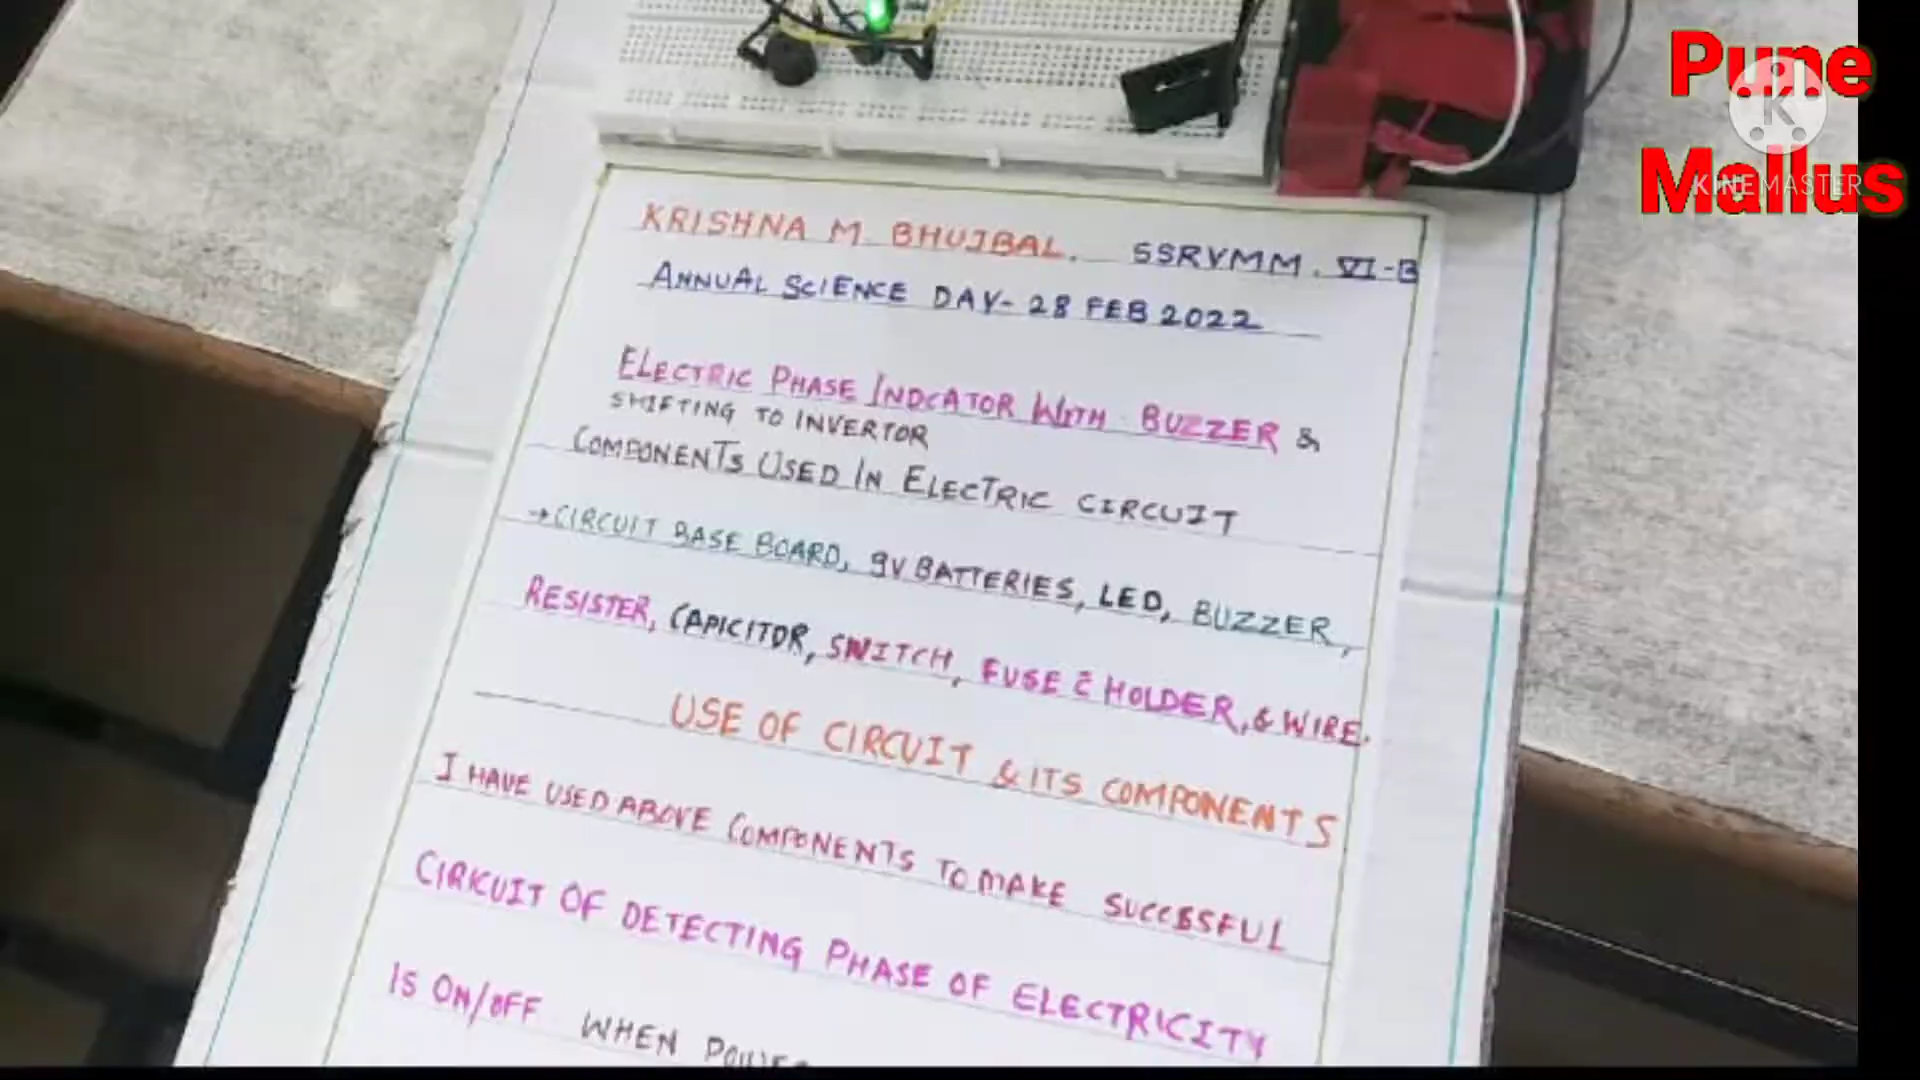 Pune
Mallus
K
KINEMASTER
KRISHNA M BHUJBAL. SSRVMM. VI-B
ANNUAL SCIENCE DAY- 28 FEB 2022
ELECTRIC PHASE INDCATOR WITH BUZZER &
SHIFTING TO INVERTOR
COMPONENTS USED IN ELECTRIC CIRCUIT
→CIRCUIT BASE BOARD, 9V BATTERIES, LED, BUZZER,
RESISTER, CAPICITOR, SWITCH, FUSE C̄ HOLDER, & WIRE.
USE OF CIRCUIT & ITS COMPONENTS
I HAVE USED ABOVE COMPONENTS TO MAKE SUCCESSFUL
CIRICUIT OF DETECTING PHASE OF ELECTRICITY
IS ON/OFF WHEN